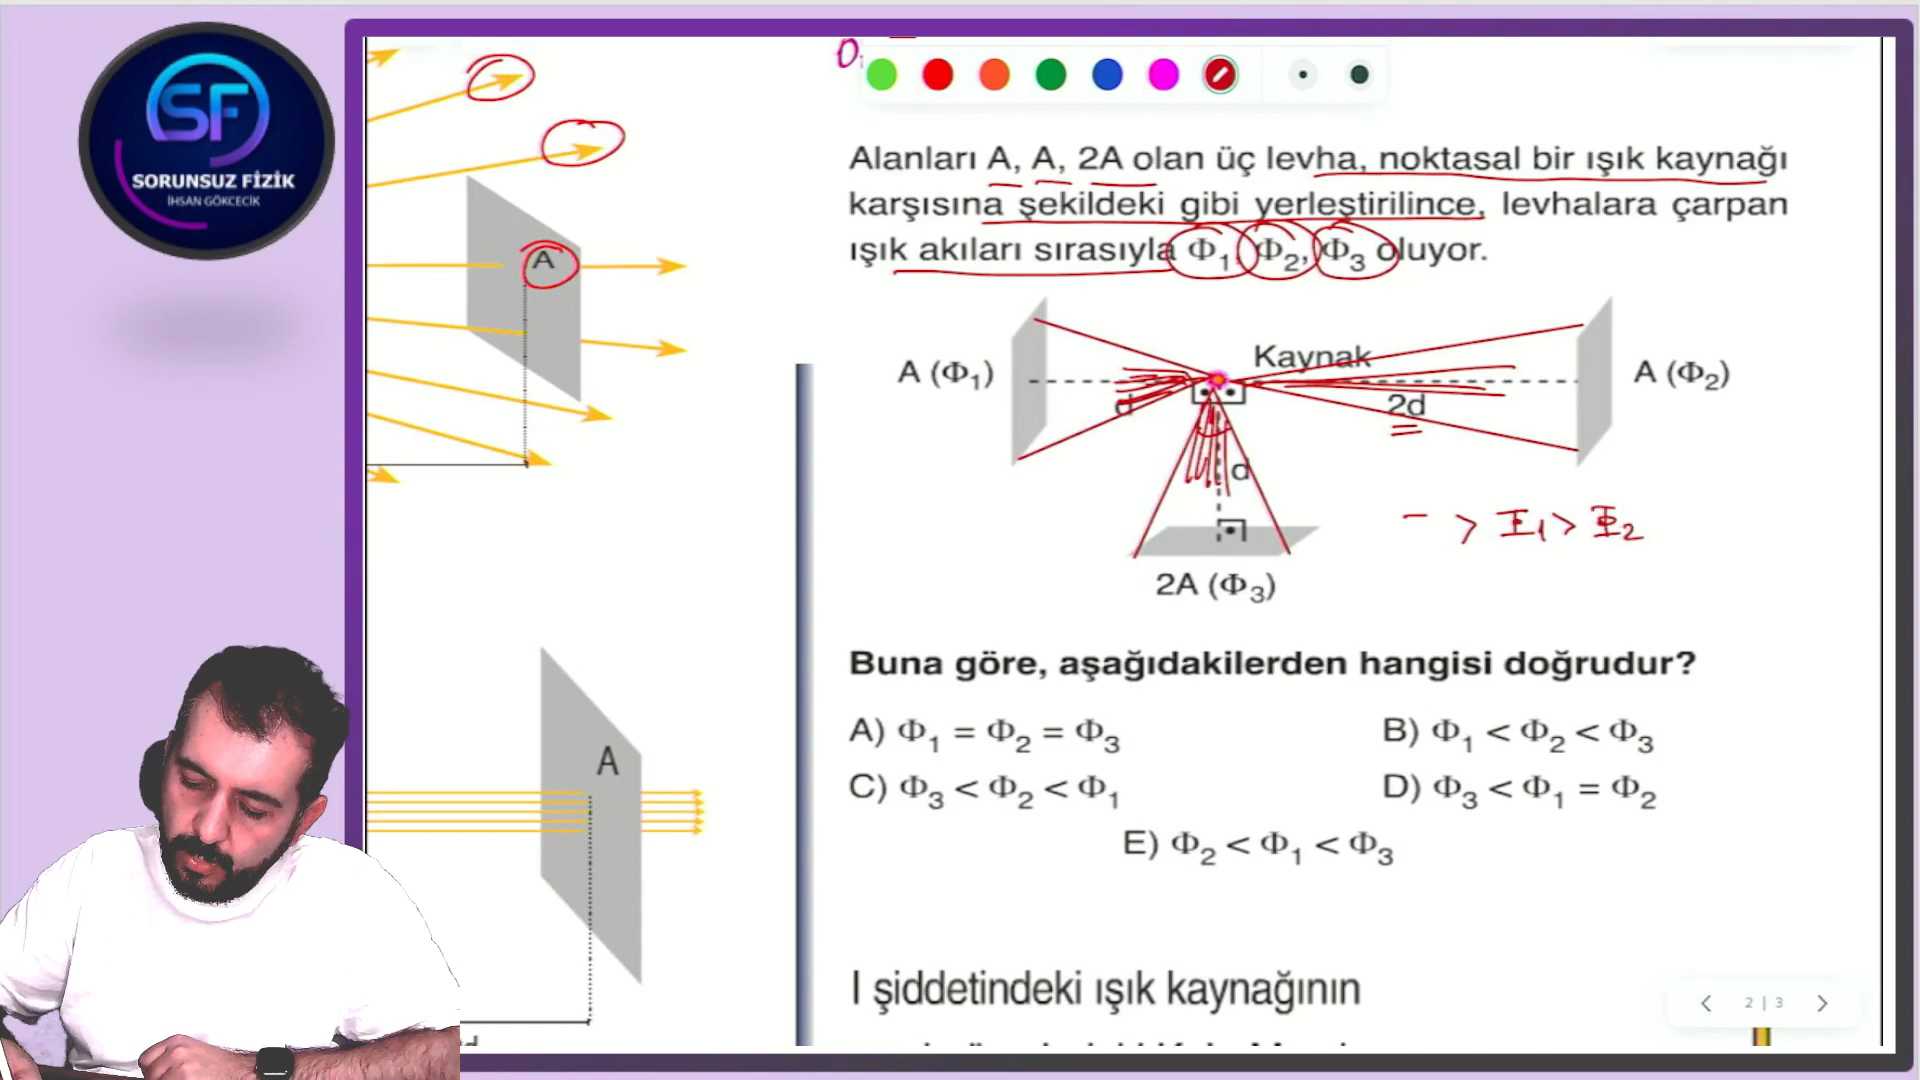 SF
SORUNSUZ FİZİK
İHSAN GÖKCECİK
A
A
Alanları A, A, 2A olan üç levha, noktasal bir ışık kaynağı
karşısına şekildeki gibi yerleştirilince, levhalara çarpan
ışık akıları sırasıyla Φ1, Φ2, Φ3 oluyor.
A (Φ1)
Kaynak
A (Φ2)
d
2d
d
> Φ1 > Φ2
2A (Φ3)
Buna göre, aşağıdakilerden hangisi doğrudur?
A) Φ1 = Φ2 = Φ3
B) Φ1 < Φ2 < Φ3
C) Φ3 < Φ2 < Φ1
D) Φ3 < Φ1 = Φ2
E) Φ2 < Φ1 < Φ3
I şiddetindeki ışık kaynağının
2 | 3